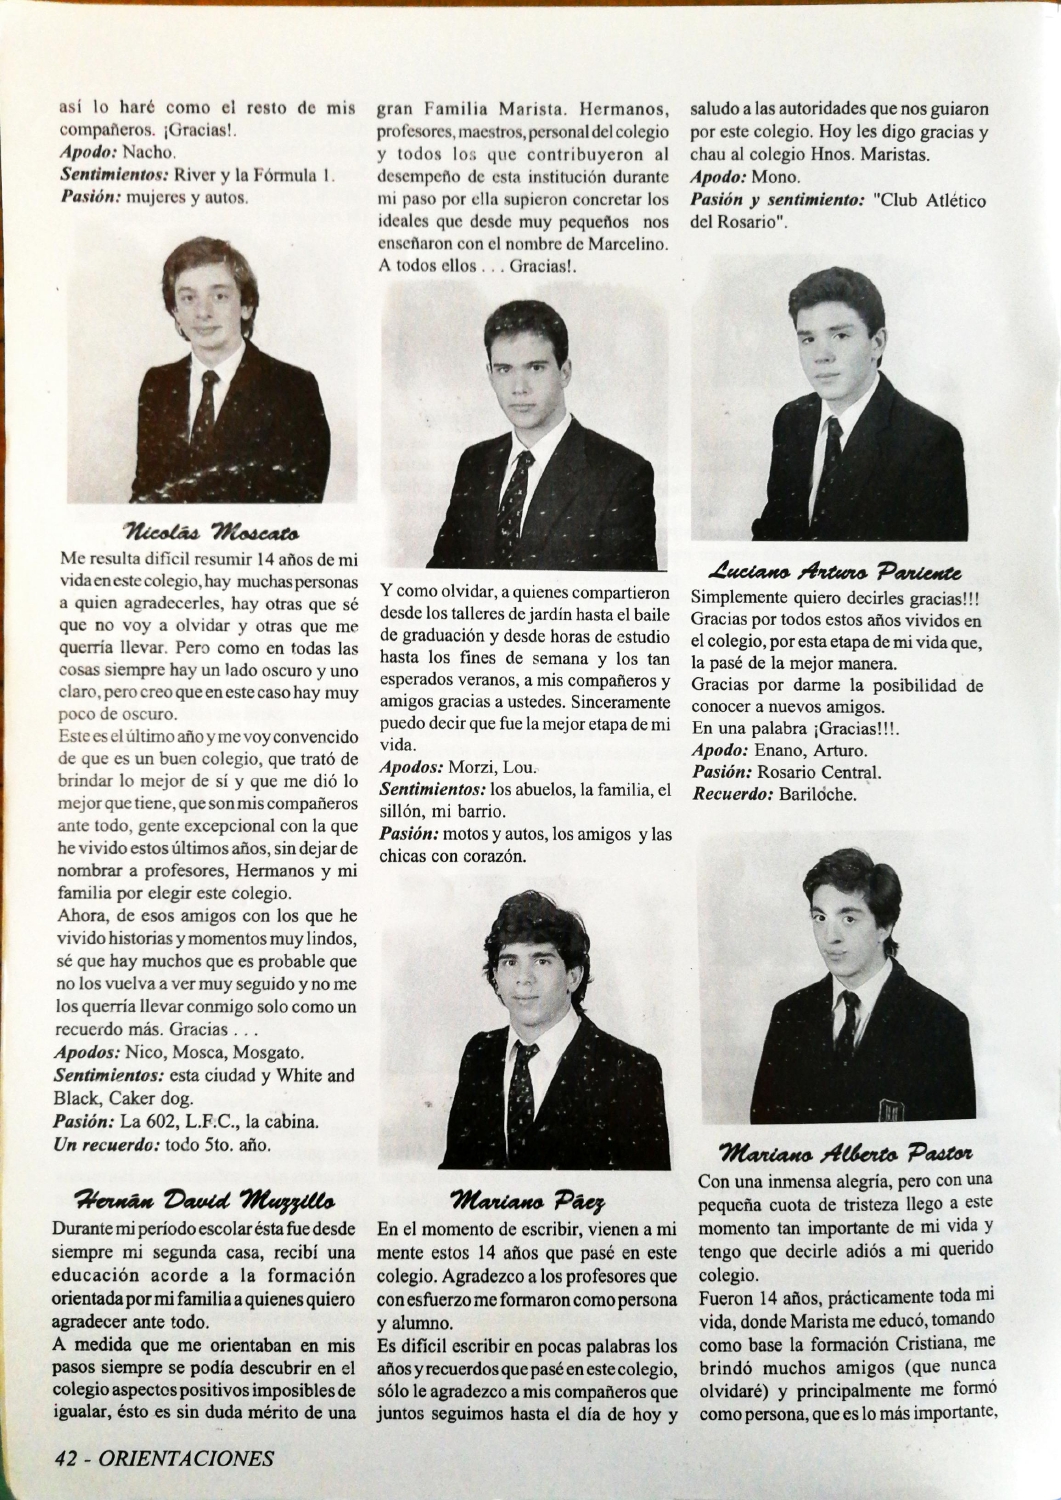 así lo haré como el resto de mis
compañeros. ¡Gracias!.
Apodo: Nacho.
Sentimientos: River y la Fórmula 1.
Pasión: mujeres y autos.
Nicolás Moscato
Me resulta difícil resumir 14 años de mi
vida en este colegio, hay muchas personas
a quien agradecerles, hay otras que sé
que no voy a olvidar y otras que me
querría llevar. Pero como en todas las
cosas siempre hay un lado oscuro y uno
claro, pero creo que en este caso hay muy
poco de oscuro.
Este es el último año y me voy convencido
de que es un buen colegio, que trató de
brindar lo mejor de sí y que me dió lo
mejor que tiene, que son mis compañeros
ante todo, gente excepcional con la que
he vivido estos últimos años, sin dejar de
nombrar a profesores, Hermanos y mi
familia por elegir este colegio.
Ahora, de esos amigos con los que he
vivido historias y momentos muy lindos,
sé que hay muchos que es probable que
no los vuelva a ver muy seguido y no me
los querría llevar conmigo solo como un
recuerdo más. Gracias . . .
Apodos: Nico, Mosca, Mosgato.
Sentimientos: esta ciudad y White and
Black, Caker dog.
Pasión: La 602, L.F.C., la cabina.
Un recuerdo: todo 5to. año.
Hernán David Muzzillo
Durante mi período escolar ésta fue desde
siempre mi segunda casa, recibí una
educación acorde a la formación
orientada por mi familia a quienes quiero
agradecer ante todo.
A medida que me orientaban en mis
pasos siempre se podía descubrir en el
colegio aspectos positivos imposibles de
igualar, ésto es sin duda mérito de una
gran Familia Marista. Hermanos,
profesores, maestros, personal del colegio
y todos los que contribuyeron al
desempeño de esta institución durante
mi paso por ella supieron concretar los
ideales que desde muy pequeños nos
enseñaron con el nombre de Marcelino.
A todos ellos . . . Gracias!.
Y como olvidar, a quienes compartieron
desde los talleres de jardín hasta el baile
de graduación y desde horas de estudio
hasta los fines de semana y los tan
esperados veranos, a mis compañeros y
amigos gracias a ustedes. Sinceramente
puedo decir que fue la mejor etapa de mi
vida.
Apodos: Morzi, Lou.
Sentimientos: los abuelos, la familia, el
sillón, mi barrio.
Pasión: motos y autos, los amigos y las
chicas con corazón.
Mariano Páez
En el momento de escribir, vienen a mi
mente estos 14 años que pasé en este
colegio. Agradezco a los profesores que
con esfuerzo me formaron como persona
y alumno.
Es difícil escribir en pocas palabras los
años y recuerdos que pasé en este colegio,
sólo le agradezco a mis compañeros que
juntos seguimos hasta el día de hoy y
saludo a las autoridades que nos guiaron
por este colegio. Hoy les digo gracias y
chau al colegio Hnos. Maristas.
Apodo: Mono.
Pasión y sentimiento: "Club Atlético
del Rosario".
Luciano Arturo Pariente
Simplemente quiero decirles gracias!!!
Gracias por todos estos años vividos en
el colegio, por esta etapa de mi vida que,
la pasé de la mejor manera.
Gracias por darme la posibilidad de
conocer a nuevos amigos.
En una palabra ¡Gracias!!!.
Apodo: Enano, Arturo.
Pasión: Rosario Central.
Recuerdo: Bariloche.
Mariano Alberto Pastor
Con una inmensa alegría, pero con una
pequeña cuota de tristeza llego a este
momento tan importante de mi vida y
tengo que decirle adiós a mi querido
colegio.
Fueron 14 años, prácticamente toda mi
vida, donde Marista me educó, tomando
como base la formación Cristiana, me
brindó muchos amigos (que nunca
olvidaré) y principalmente me formó
como persona, que es lo más importante,
42 - ORIENTACIONES